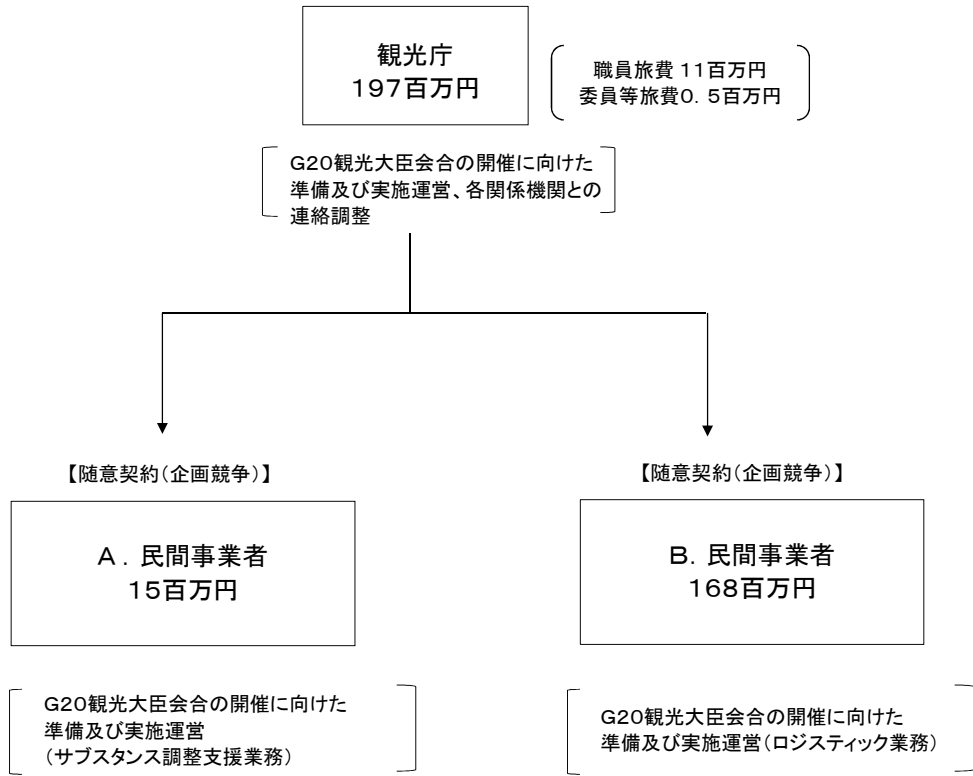 観光庁
197百万円
職員旅費 11百万円
委員等旅費0．5百万円
G20観光大臣会合の開催に向けた
準備及び実施運営、各関係機関との
連絡調整
【随意契約（企画競争）】
A．民間事業者
15百万円
G20観光大臣会合の開催に向けた
準備及び実施運営
（サブスタンス調整支援業務）
【随意契約（企画競争）】
B．民間事業者
168百万円
G20観光大臣会合の開催に向けた
準備及び実施運営（ロジスティック業務）